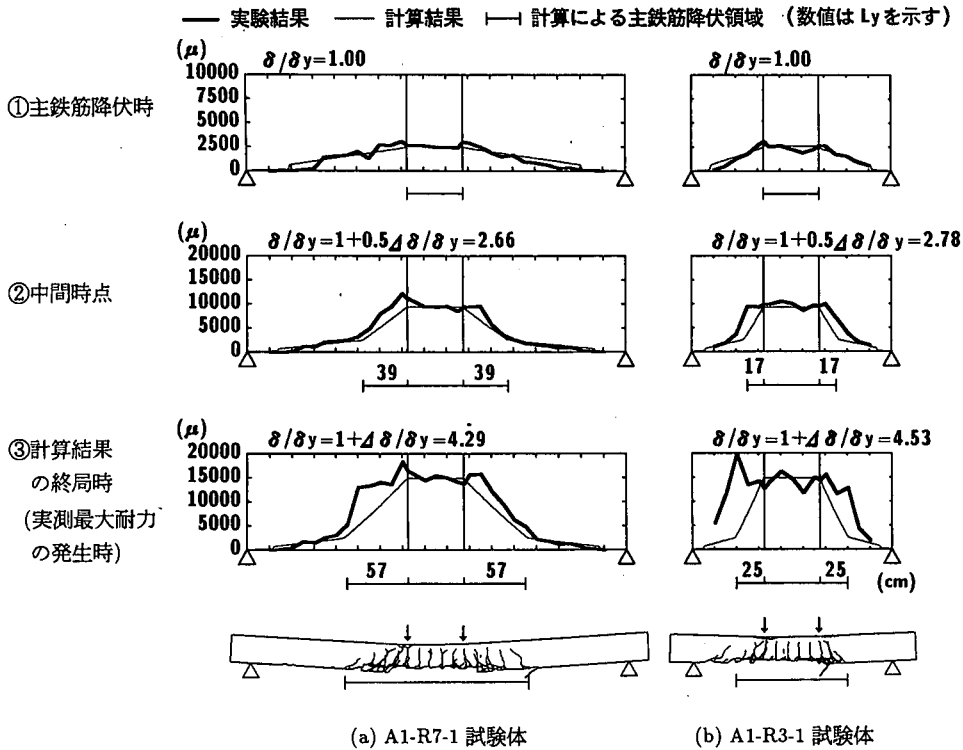 実験結果 計算結果 計算による主鉄筋降伏領域 (数値は Lyを示す)
①主鉄筋降伏時
(μ)
10000
7500
5000
2500
0
δ/δy=1.00
δ/δy=1.00
②中間時点
(μ)
20000
15000
10000
5000
0
δ/δy=1+0.5Δδ/δy=2.66
39 39
δ/δy=1+0.5Δδ/δy=2.78
17 17
③計算結果
の終局時
(実測最大耐力
の発生時)
(μ)
20000
15000
10000
5000
0
δ/δy=1+Δδ/δy=4.29
57 57
δ/δy=1+Δδ/δy=4.53
25 25
(cm)
(a) A1-R7-1 試験体
(b) A1-R3-1 試験体